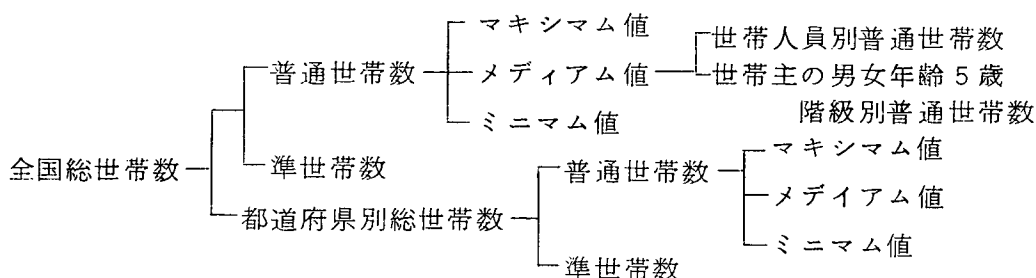 マキシマム値
世帯人員別普通世帯数
普通世帯数
メディアム値
世帯主の男女年齢5歳
階級別普通世帯数
ミニマム値
全国総世帯数
準世帯数
普通世帯数
マキシマム値
メデイアム値
都道府県別総世帯数
ミニマム値
準世帯数